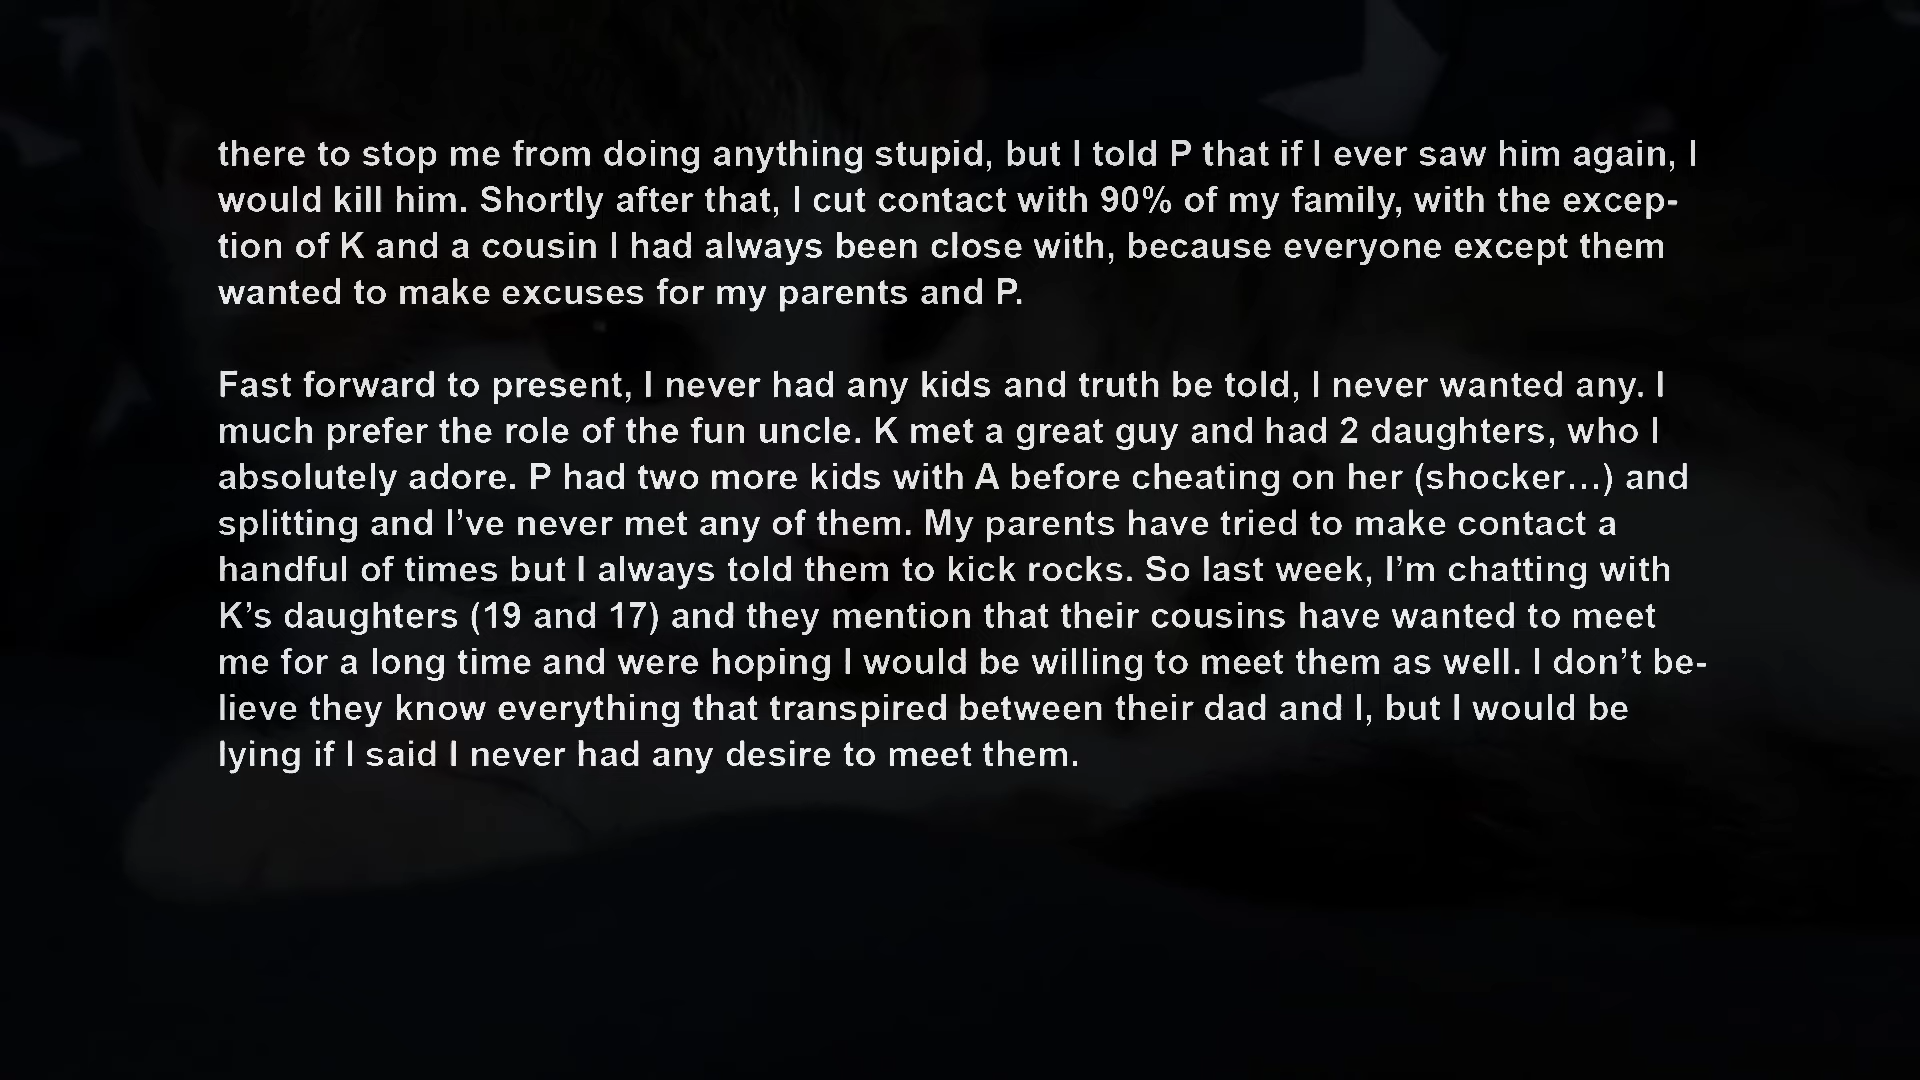 there to stop me from doing anything stupid, but I told P that if I ever saw him again, I
would kill him. Shortly after that, I cut contact with 90% of my family, with the excep-
tion of K and a cousin I had always been close with, because everyone except them
wanted to make excuses for my parents and P.
Fast forward to present, I never had any kids and truth be told, I never wanted any. I
much prefer the role of the fun uncle. K met a great guy and had 2 daughters, who I
absolutely adore. P had two more kids with A before cheating on her (shocker…) and
splitting and I’ve never met any of them. My parents have tried to make contact a
handful of times but I always told them to kick rocks. So last week, I’m chatting with
K’s daughters (19 and 17) and they mention that their cousins have wanted to meet
me for a long time and were hoping I would be willing to meet them as well. I don’t be-
lieve they know everything that transpired between their dad and I, but I would be
lying if I said I never had any desire to meet them.